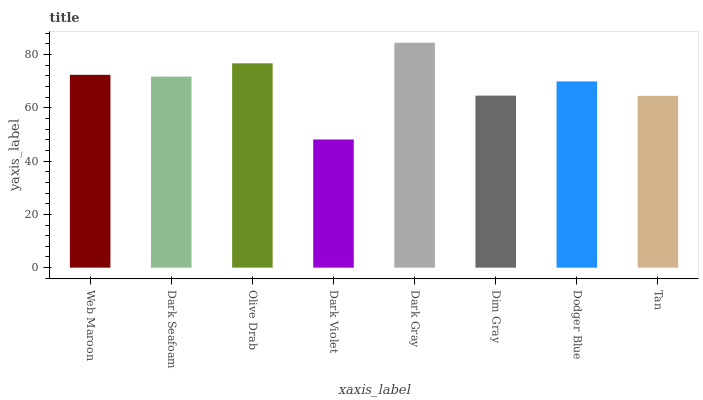 title
yaxis_label
80
60
40
20
0
Web Maroon
Dark Seafoam
Olive Drab
Dark Violet
Dark Gray
Dim Gray
Dodger Blue
Tan
xaxis_label